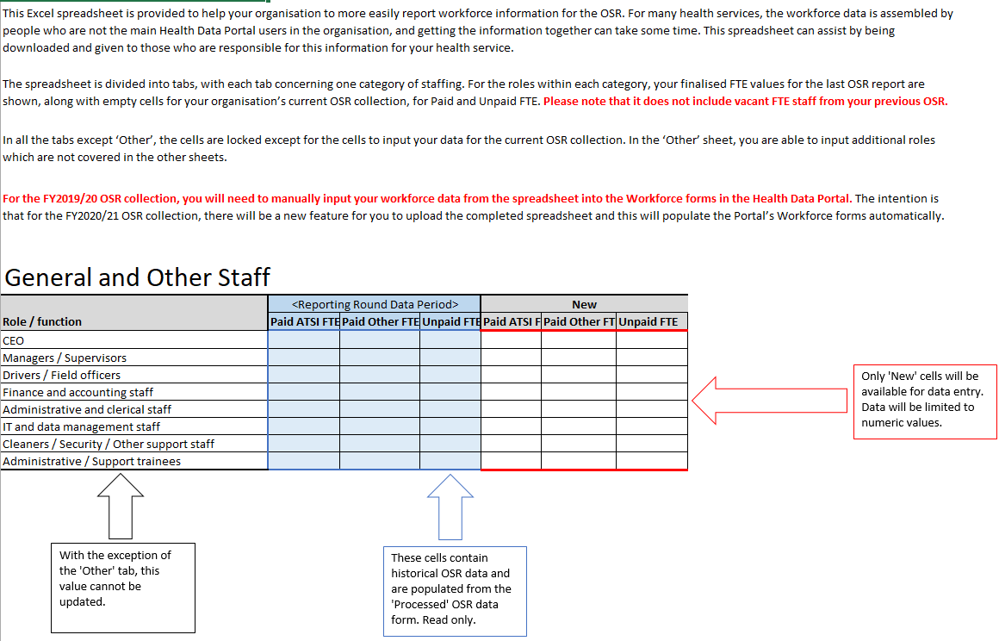 This Excel spreadsheet is provided to help your organisation to more easily report workforce information for the OSR. For many health services, the workforce data is assembled by
people who are not the main Health Data Portal users in the organisation, and getting the information together can take some time. This spreadsheet can assist by being
downloaded and given to those who are responsible for this information for your health service.
The spreadsheet is divided into tabs, with each tab concerning one category of staffing. For the roles within each category, your finalised FTE values for the last OSR report are
shown, along with empty cells for your organisation's current OSR collection, for Paid and Unpaid FTE. Please note that it does not include vacant FTE staff from your previous OSR.
In all the tabs except 'Other', the cells are locked except for the cells to input your data for the current OSR collection. In the 'Other' sheet, you are able to input additional roles
which are not covered in the other sheets.
For the FY2019/20 OSR collection, you will need to manually input your workforce data from the spreadsheet into the Workforce forms in the Health Data Portal. The intention is
that for the FY2020/21 OSR collection, there will be a new feature for you to upload the completed spreadsheet and this will populate the Portal's Workforce forms automatically.
General and Other Staff
<Reporting Round Data Period> New
Role / function Paid ATSI FTE Paid Other FTE Unpaid FTE Paid ATSI F Paid Other FT Unpaid FTE
CEO
Managers / Supervisors
Drivers / Field officers
Finance and accounting staff
Administrative and clerical staff
IT and data management staff
Cleaners / Security / Other support staff
Administrative / Support trainees
Only 'New' cells will be
available for data entry.
Data will be limited to
numeric values.
With the exception of
the 'Other' tab, this
value cannot be
updated.
These cells contain
historical OSR data and
are populated from the
'Processed' OSR data
form. Read only.